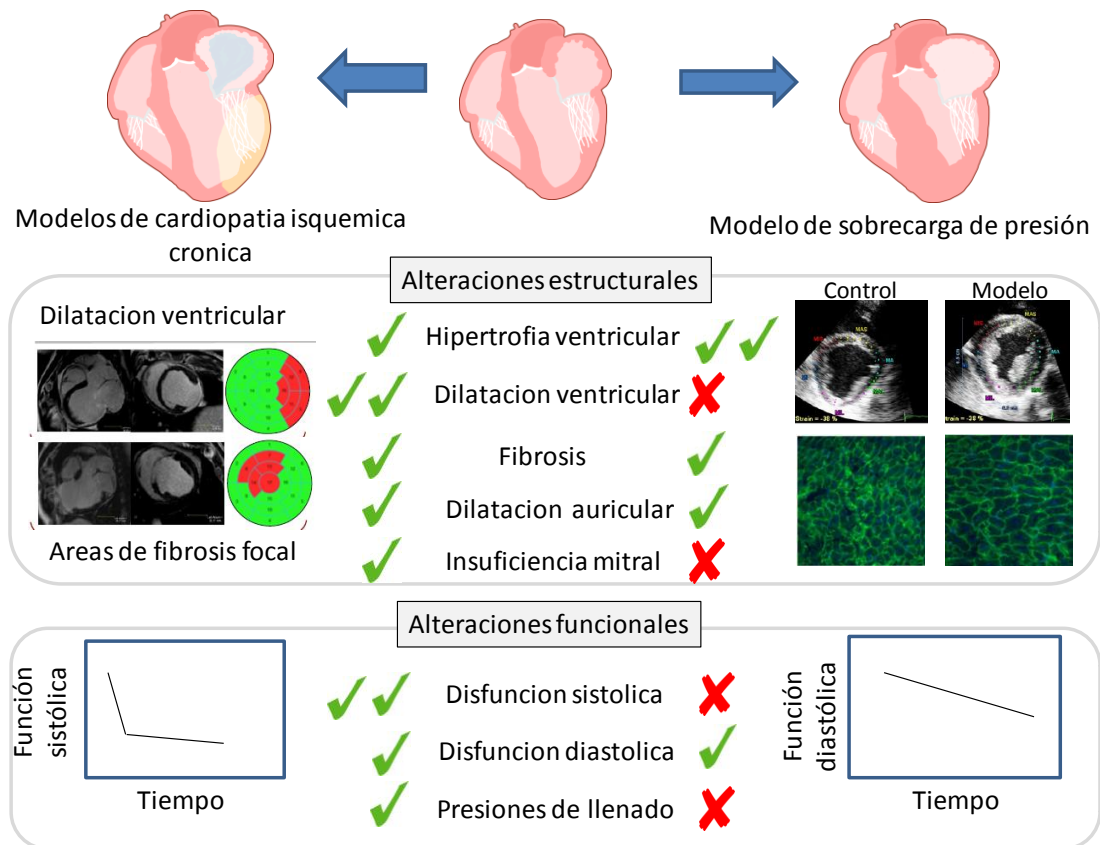 Modelos de cardiopatia isquemica
cronica
Modelo de sobrecarga de presión
Alteraciones estructurales
Dilatacion ventricular
Areas de fibrosis focal
Hipertrofia ventricular
Dilatacion ventricular
Fibrosis
Dilatacion auricular
Insuficiencia mitral
Control
Modelo
Strain = -38 %
Alteraciones funcionales
Función
sistólica
Tiempo
Disfuncion sistolica
Disfuncion diastolica
Presiones de llenado
Función
diastólica
Tiempo